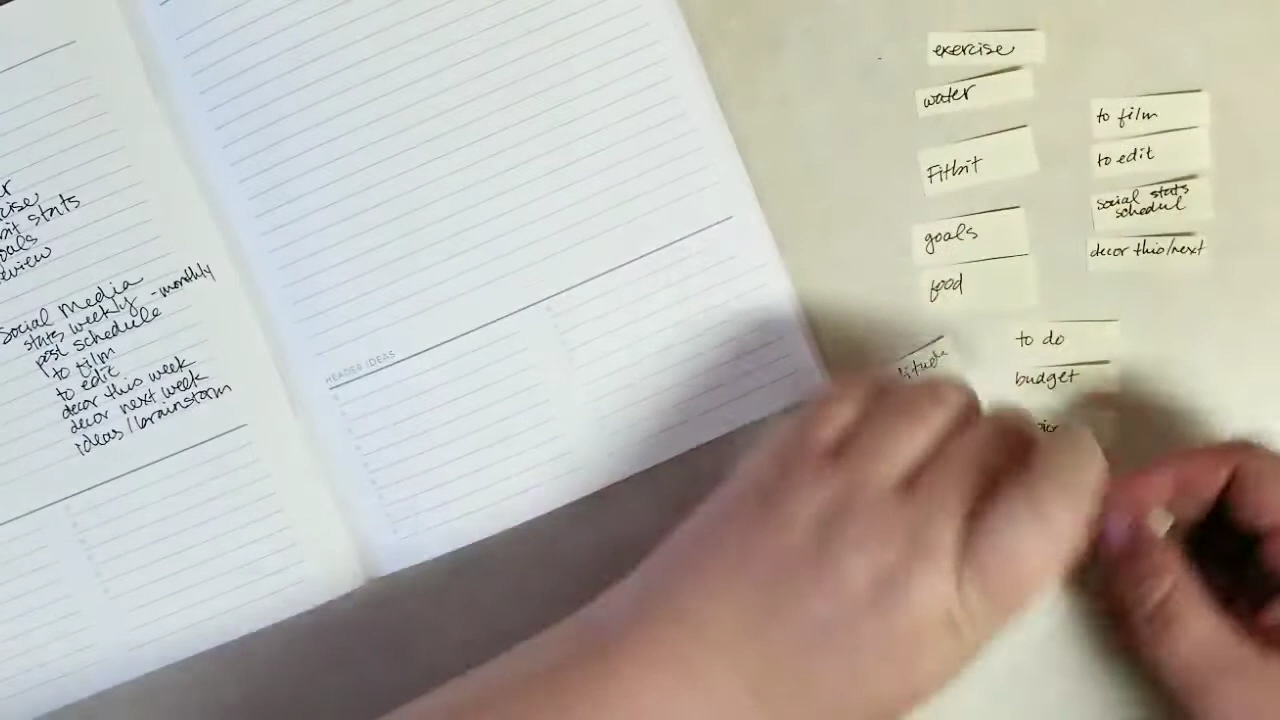 stats
Social Media
stats weekly - monthly
post schedule
to film
to edit
decor this week
decor next week
ideas / brainstorm
HEADER IDEAS
exercise
water
Fitbit
goals
food
to film
to edit
social stats
schedul
decor this/next
to do
budget